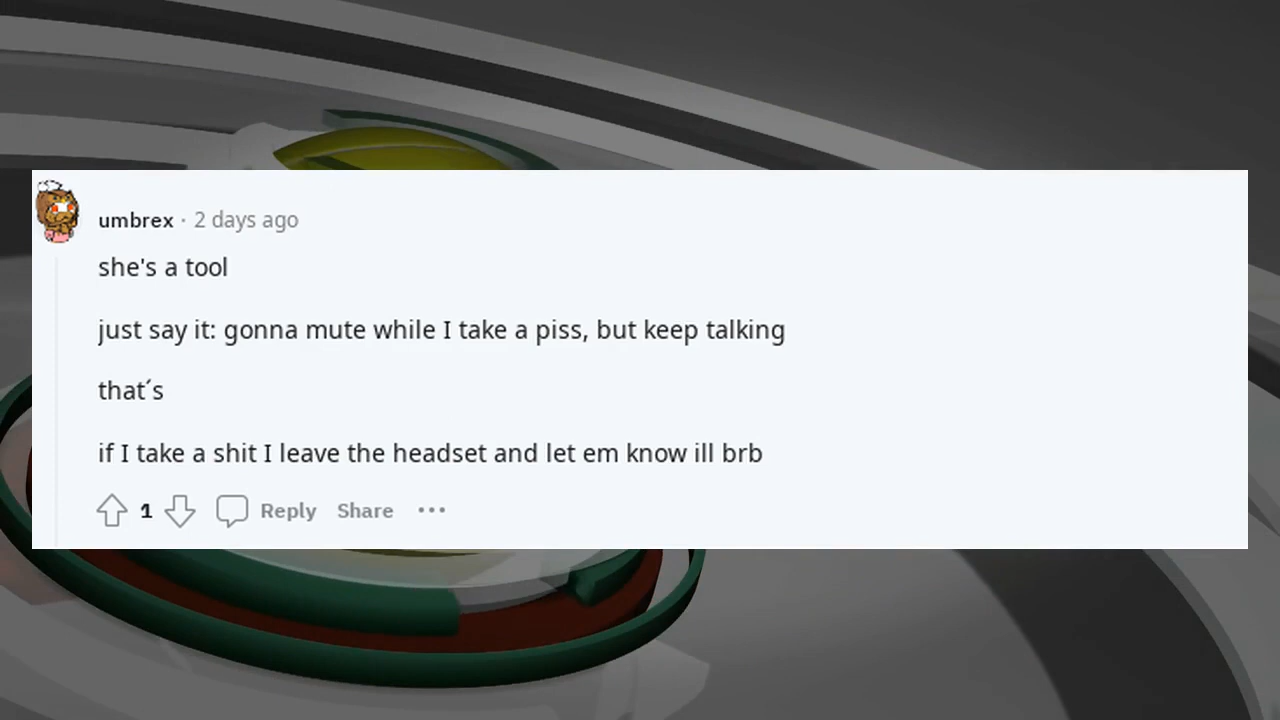 umbrex · 2 days ago
she's a tool
just say it: gonna mute while I take a piss, but keep talking
that´s
if I take a shit I leave the headset and let em know ill brb
1 Reply Share ···